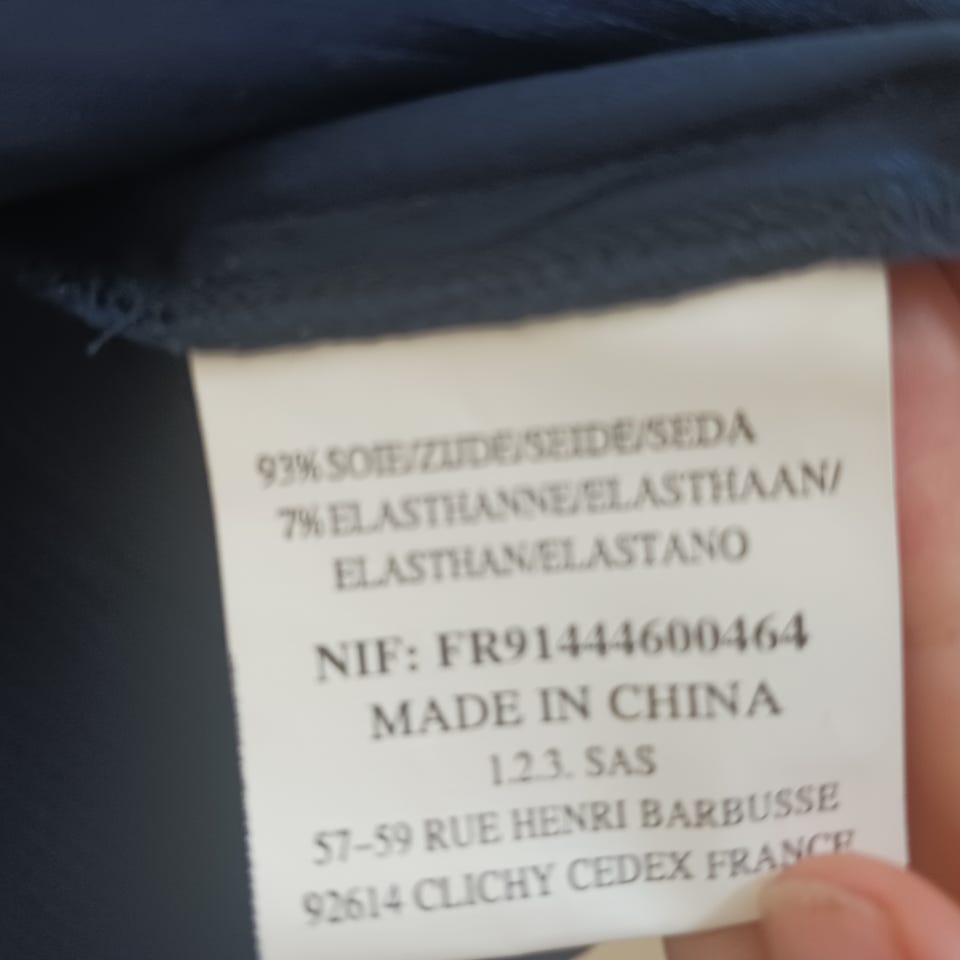 93% SOIE/ZIJDE/SEIDE/SEDA
7% ELASTHANNE/ELASTHAAN/
ELASTHAN/ELASTANO
NIF: FR91444600464
MADE IN CHINA
1.2.3. SAS
57-59 RUE HENRI BARBUSSE
92614 CLICHY CEDEX FRANCE